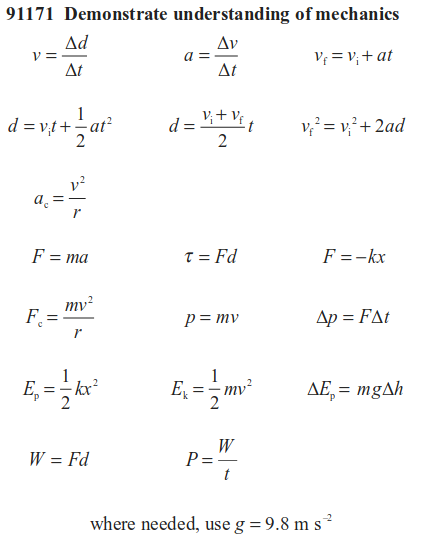 91171 Demonstrate understanding of mechanics
v = Δd/Δt    a = Δv/Δt    v_f = v_i + at
d = v_i t + 1/2 at²    d = (v_i + v_f)/2 t    v_f² = v_i² + 2ad
a_c = v²/r
F = ma    τ = Fd    F = −kx
F_c = mv²/r    p = mv    Δp = FΔt
E_p = 1/2 kx²    E_k = 1/2 mv²    ΔE_p = mgΔh
W = Fd    P = W/t
where needed, use g = 9.8 m s⁻²